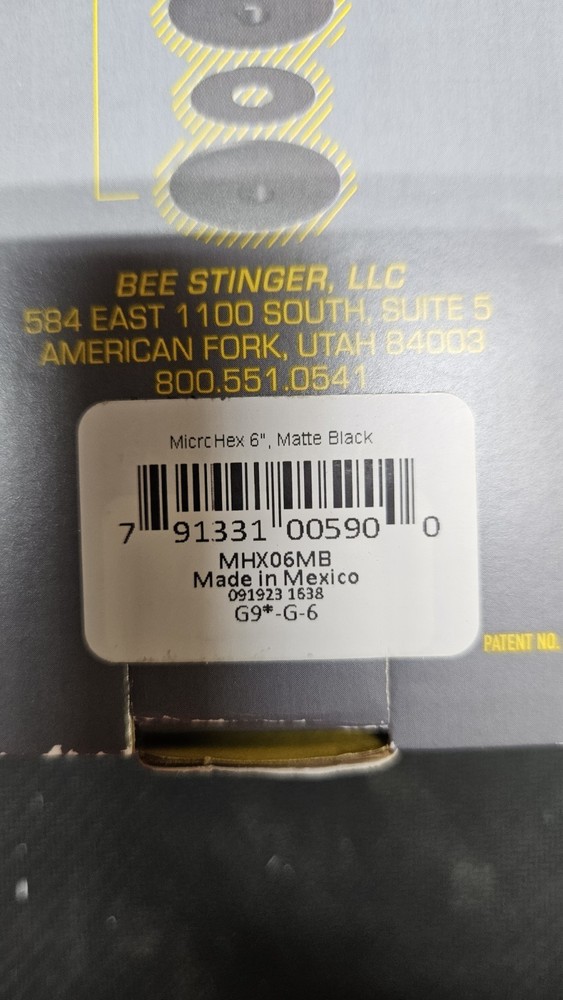 BEE STINGER, LLC
584 EAST 1100 SOUTH, SUITE 5
AMERICAN FORK, UTAH 84003
800.551.0541
MicrcHex 6", Matte Black
7 91331 00590 0
MHX06MB
Made in Mexico
091923 1638
G9*-G-6
PATENT NO.